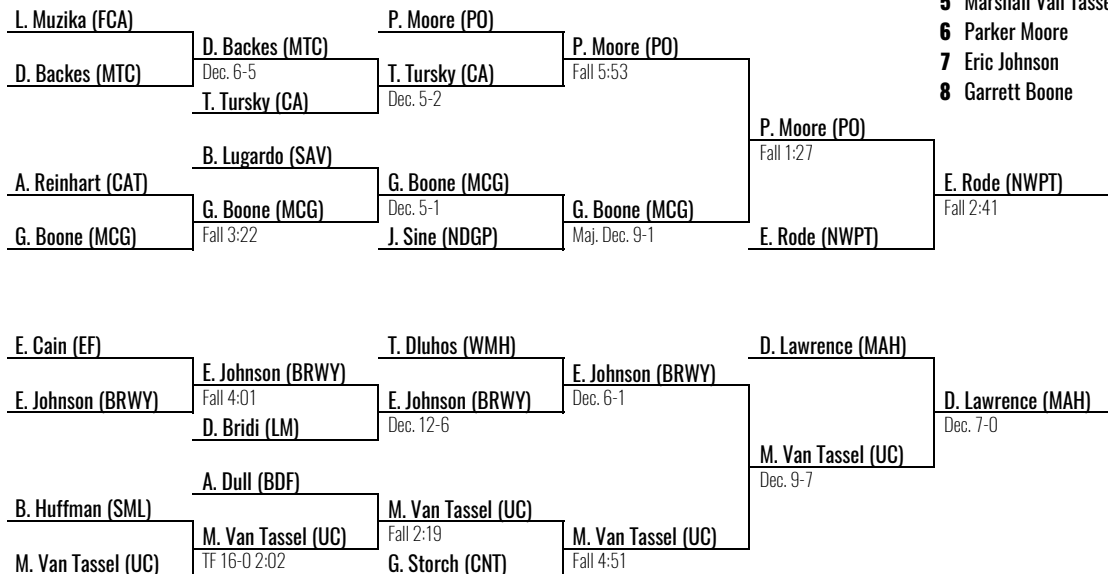 5 Marshall Van Tasse
6 Parker Moore
7 Eric Johnson
8 Garrett Boone
L. Muzika (FCA)
D. Backes (MTC)
D. Backes (MTC)
Dec. 6-5
T. Tursky (CA)
P. Moore (PO)
T. Tursky (CA)
Dec. 5-2
P. Moore (PO)
Fall 5:53
B. Lugardo (SAV)
A. Reinhart (CAT)
G. Boone (MCG)
G. Boone (MCG)
Fall 3:22
G. Boone (MCG)
Dec. 5-1
J. Sine (NDGP)
G. Boone (MCG)
Maj. Dec. 9-1
P. Moore (PO)
Fall 1:27
E. Rode (NWPT)
E. Rode (NWPT)
Fall 2:41
E. Cain (EF)
E. Johnson (BRWY)
E. Johnson (BRWY)
Fall 4:01
D. Bridi (LM)
T. Dluhos (WMH)
E. Johnson (BRWY)
Dec. 12-6
E. Johnson (BRWY)
Dec. 6-1
A. Dull (BDF)
B. Huffman (SML)
M. Van Tassel (UC)
M. Van Tassel (UC)
TF 16-0 2:02
M. Van Tassel (UC)
Fall 2:19
G. Storch (CNT)
M. Van Tassel (UC)
Fall 4:51
D. Lawrence (MAH)
M. Van Tassel (UC)
Dec. 9-7
D. Lawrence (MAH)
Dec. 7-0